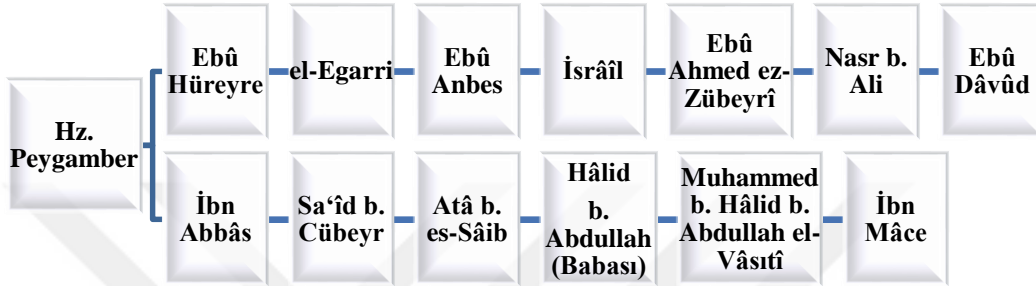 Hz.
Peygamber
Ebû
Hüreyre
el-Egarri
Ebû
Anbes
İsrâîl
Ebû
Ahmed ez-
Zübeyrî
Nasr b.
Ali
Ebû
Dâvûd
İbn
Abbâs
Sa‘îd b.
Cübeyr
Atâ b.
es-Sâib
Hâlid
b.
Abdullah
(Babası)
Muhammed
b. Hâlid b.
Abdullah el-
Vâsıtî
İbn
Mâce